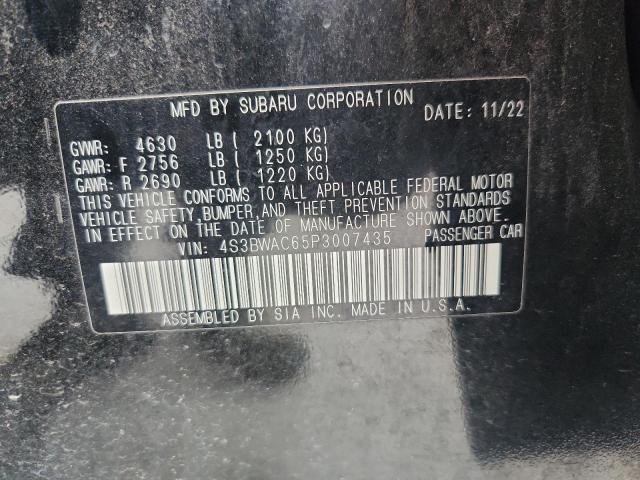 MFD BY SUBARU CORPORATION DATE: 11/22
GVWR: 4630 LB ( 2100 KG)
GAWR: F 2756 LB ( 1250 KG)
GAWR: R 2690 LB ( 1220 KG)
THIS VEHICLE CONFORMS TO ALL APPLICABLE FEDERAL MOTOR
VEHICLE SAFETY, BUMPER, AND THEFT PREVENTION STANDARDS
IN EFFECT ON THE DATE OF MANUFACTURE SHOWN ABOVE.
VIN: 4S3BWAC65P3007435 PASSENGER CAR
ASSEMBLED BY SIA INC. MADE IN U.S.A.